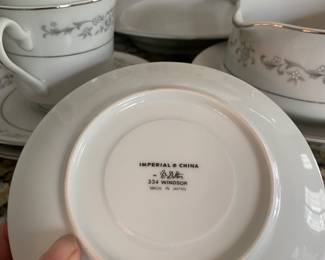 IMPERIAL ® CHINA
334 WINDSOR
MADE IN JAPAN